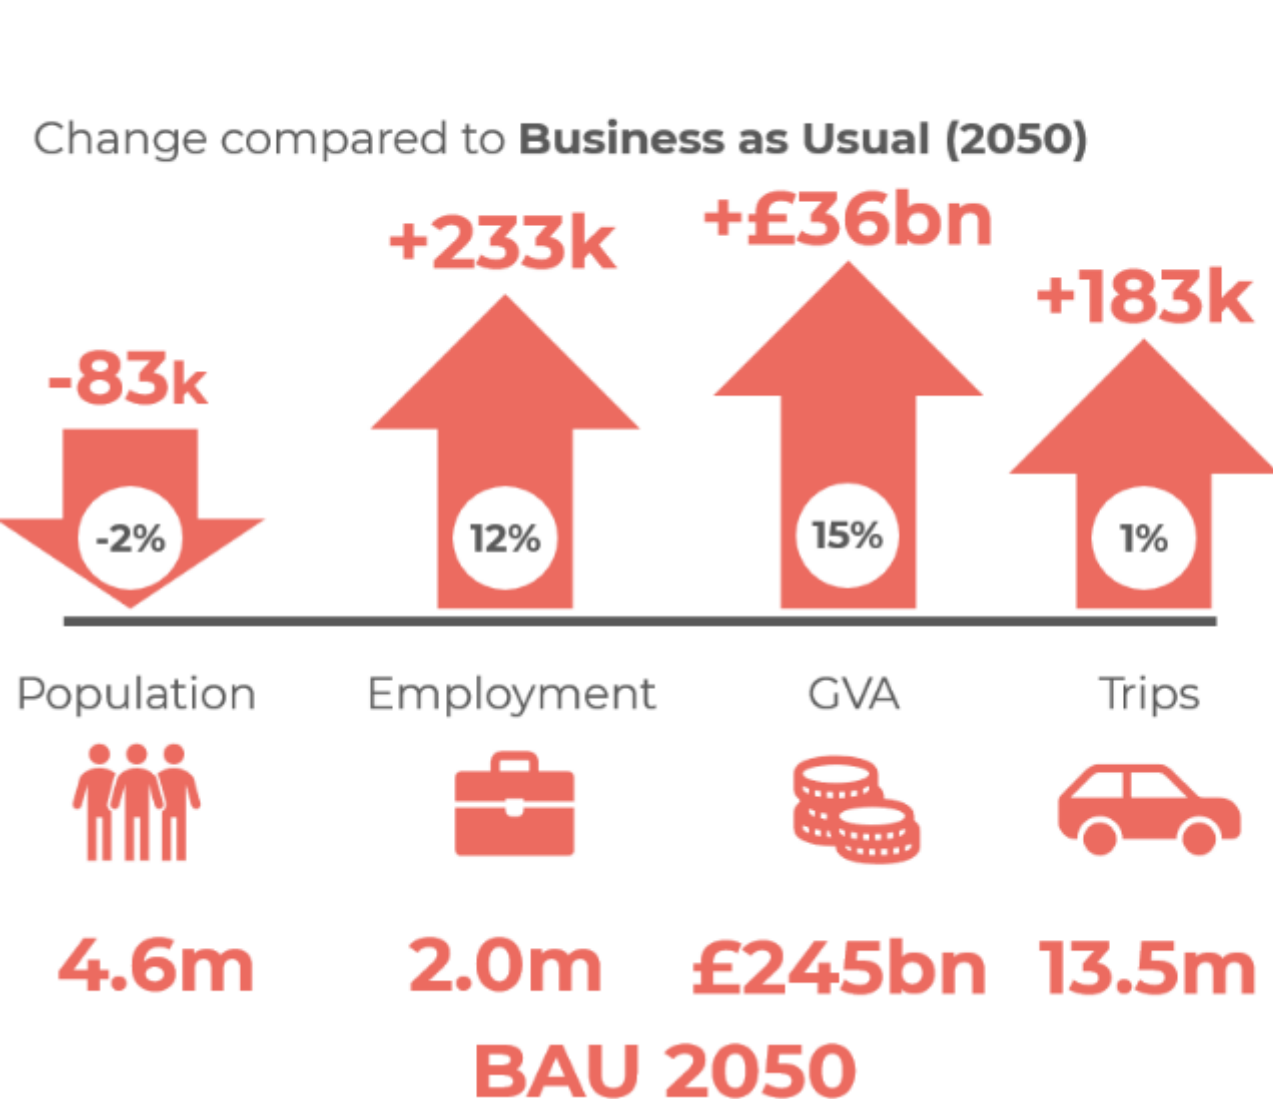 Change compared to Business as Usual (2050)
-83k +233k +£36bn +183k
-2% 12% 15% 1%
Population Employment GVA Trips
4.6m 2.0m £245bn 13.5m
BAU 2050